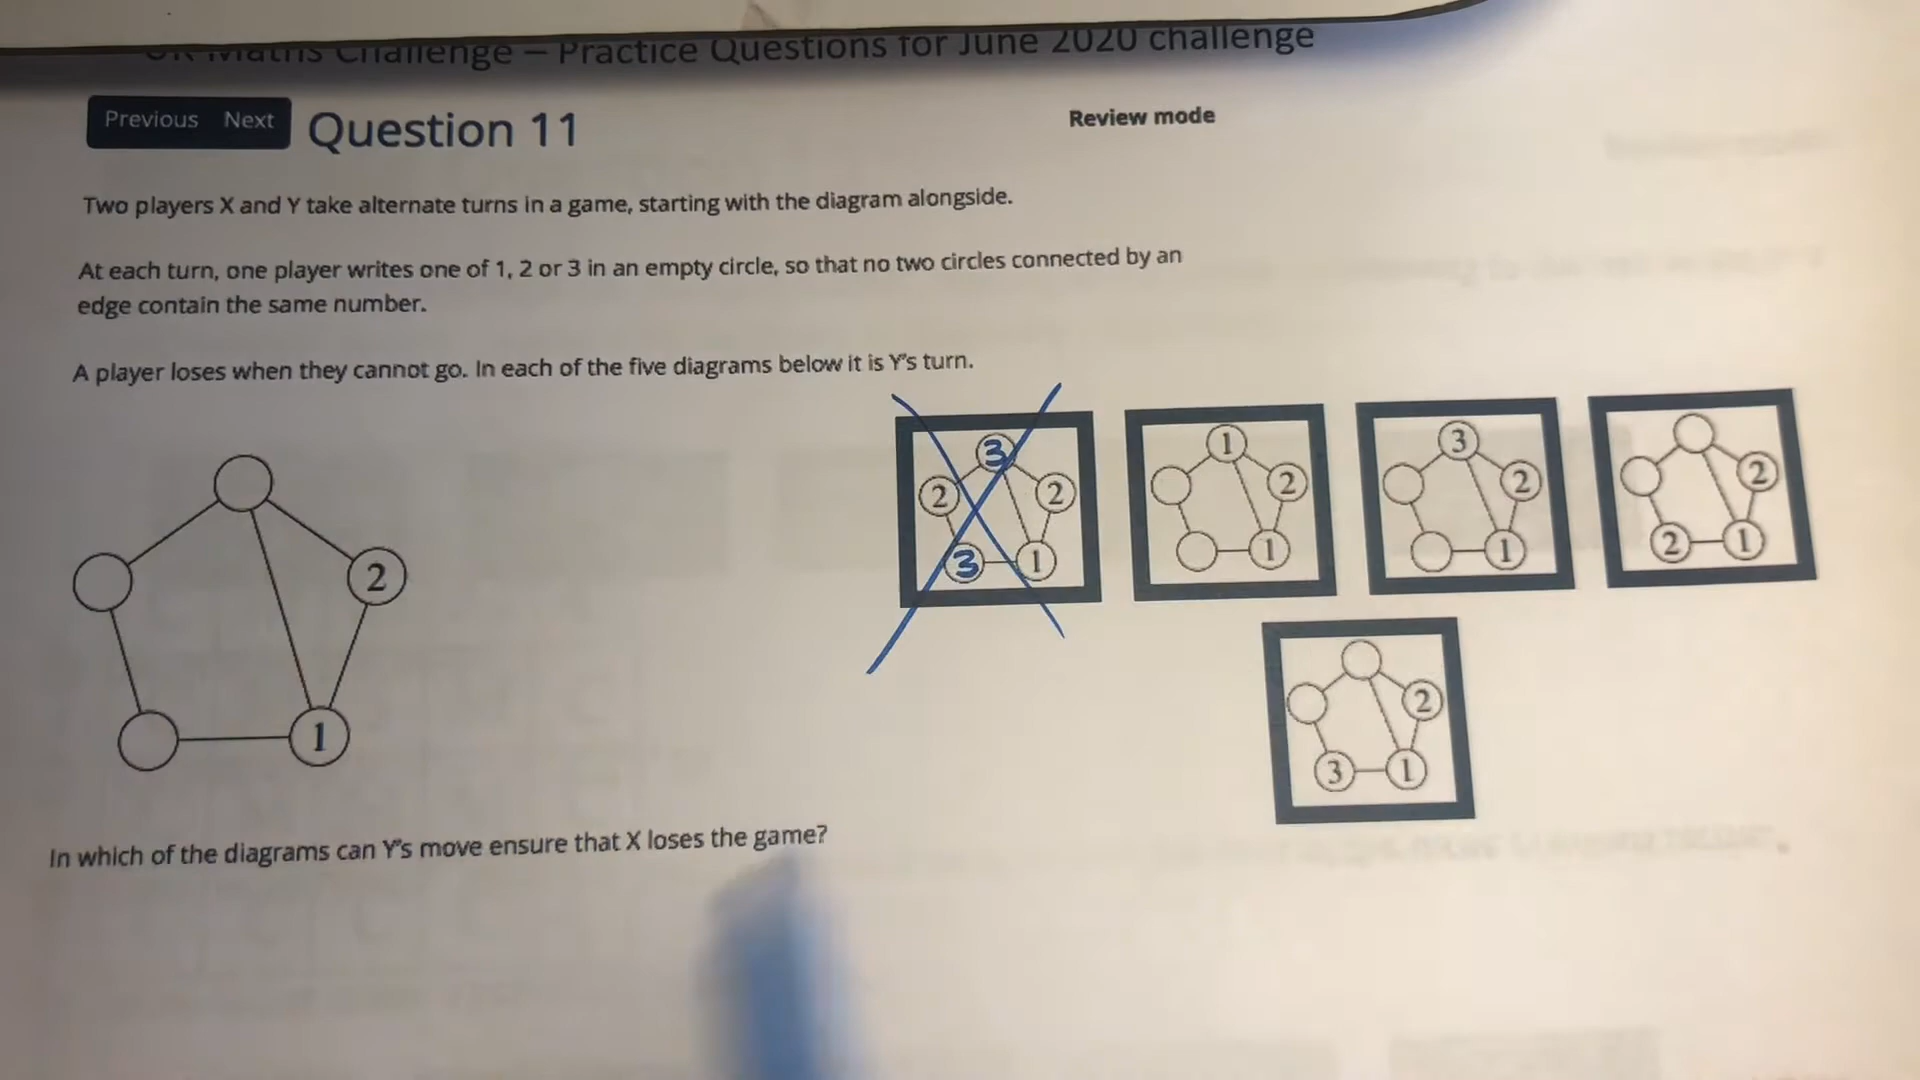 UK Maths Challenge – Practice Questions for June 2020 challenge
Previous Next
Question 11
Review mode
Two players X and Y take alternate turns in a game, starting with the diagram alongside.
At each turn, one player writes one of 1, 2 or 3 in an empty circle, so that no two circles connected by an
edge contain the same number.
A player loses when they cannot go. In each of the five diagrams below it is Y's turn.
3
2 2
3 1
1
2
1
3
2
1
2
2 1
2
1
2
3 1
In which of the diagrams can Y's move ensure that X loses the game?